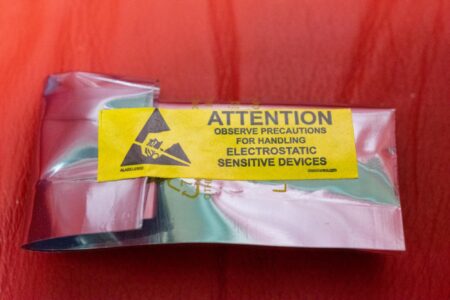 ATTENTION
OBSERVE PRECAUTIONS
FOR HANDLING
ELECTROSTATIC
SENSITIVE DEVICES